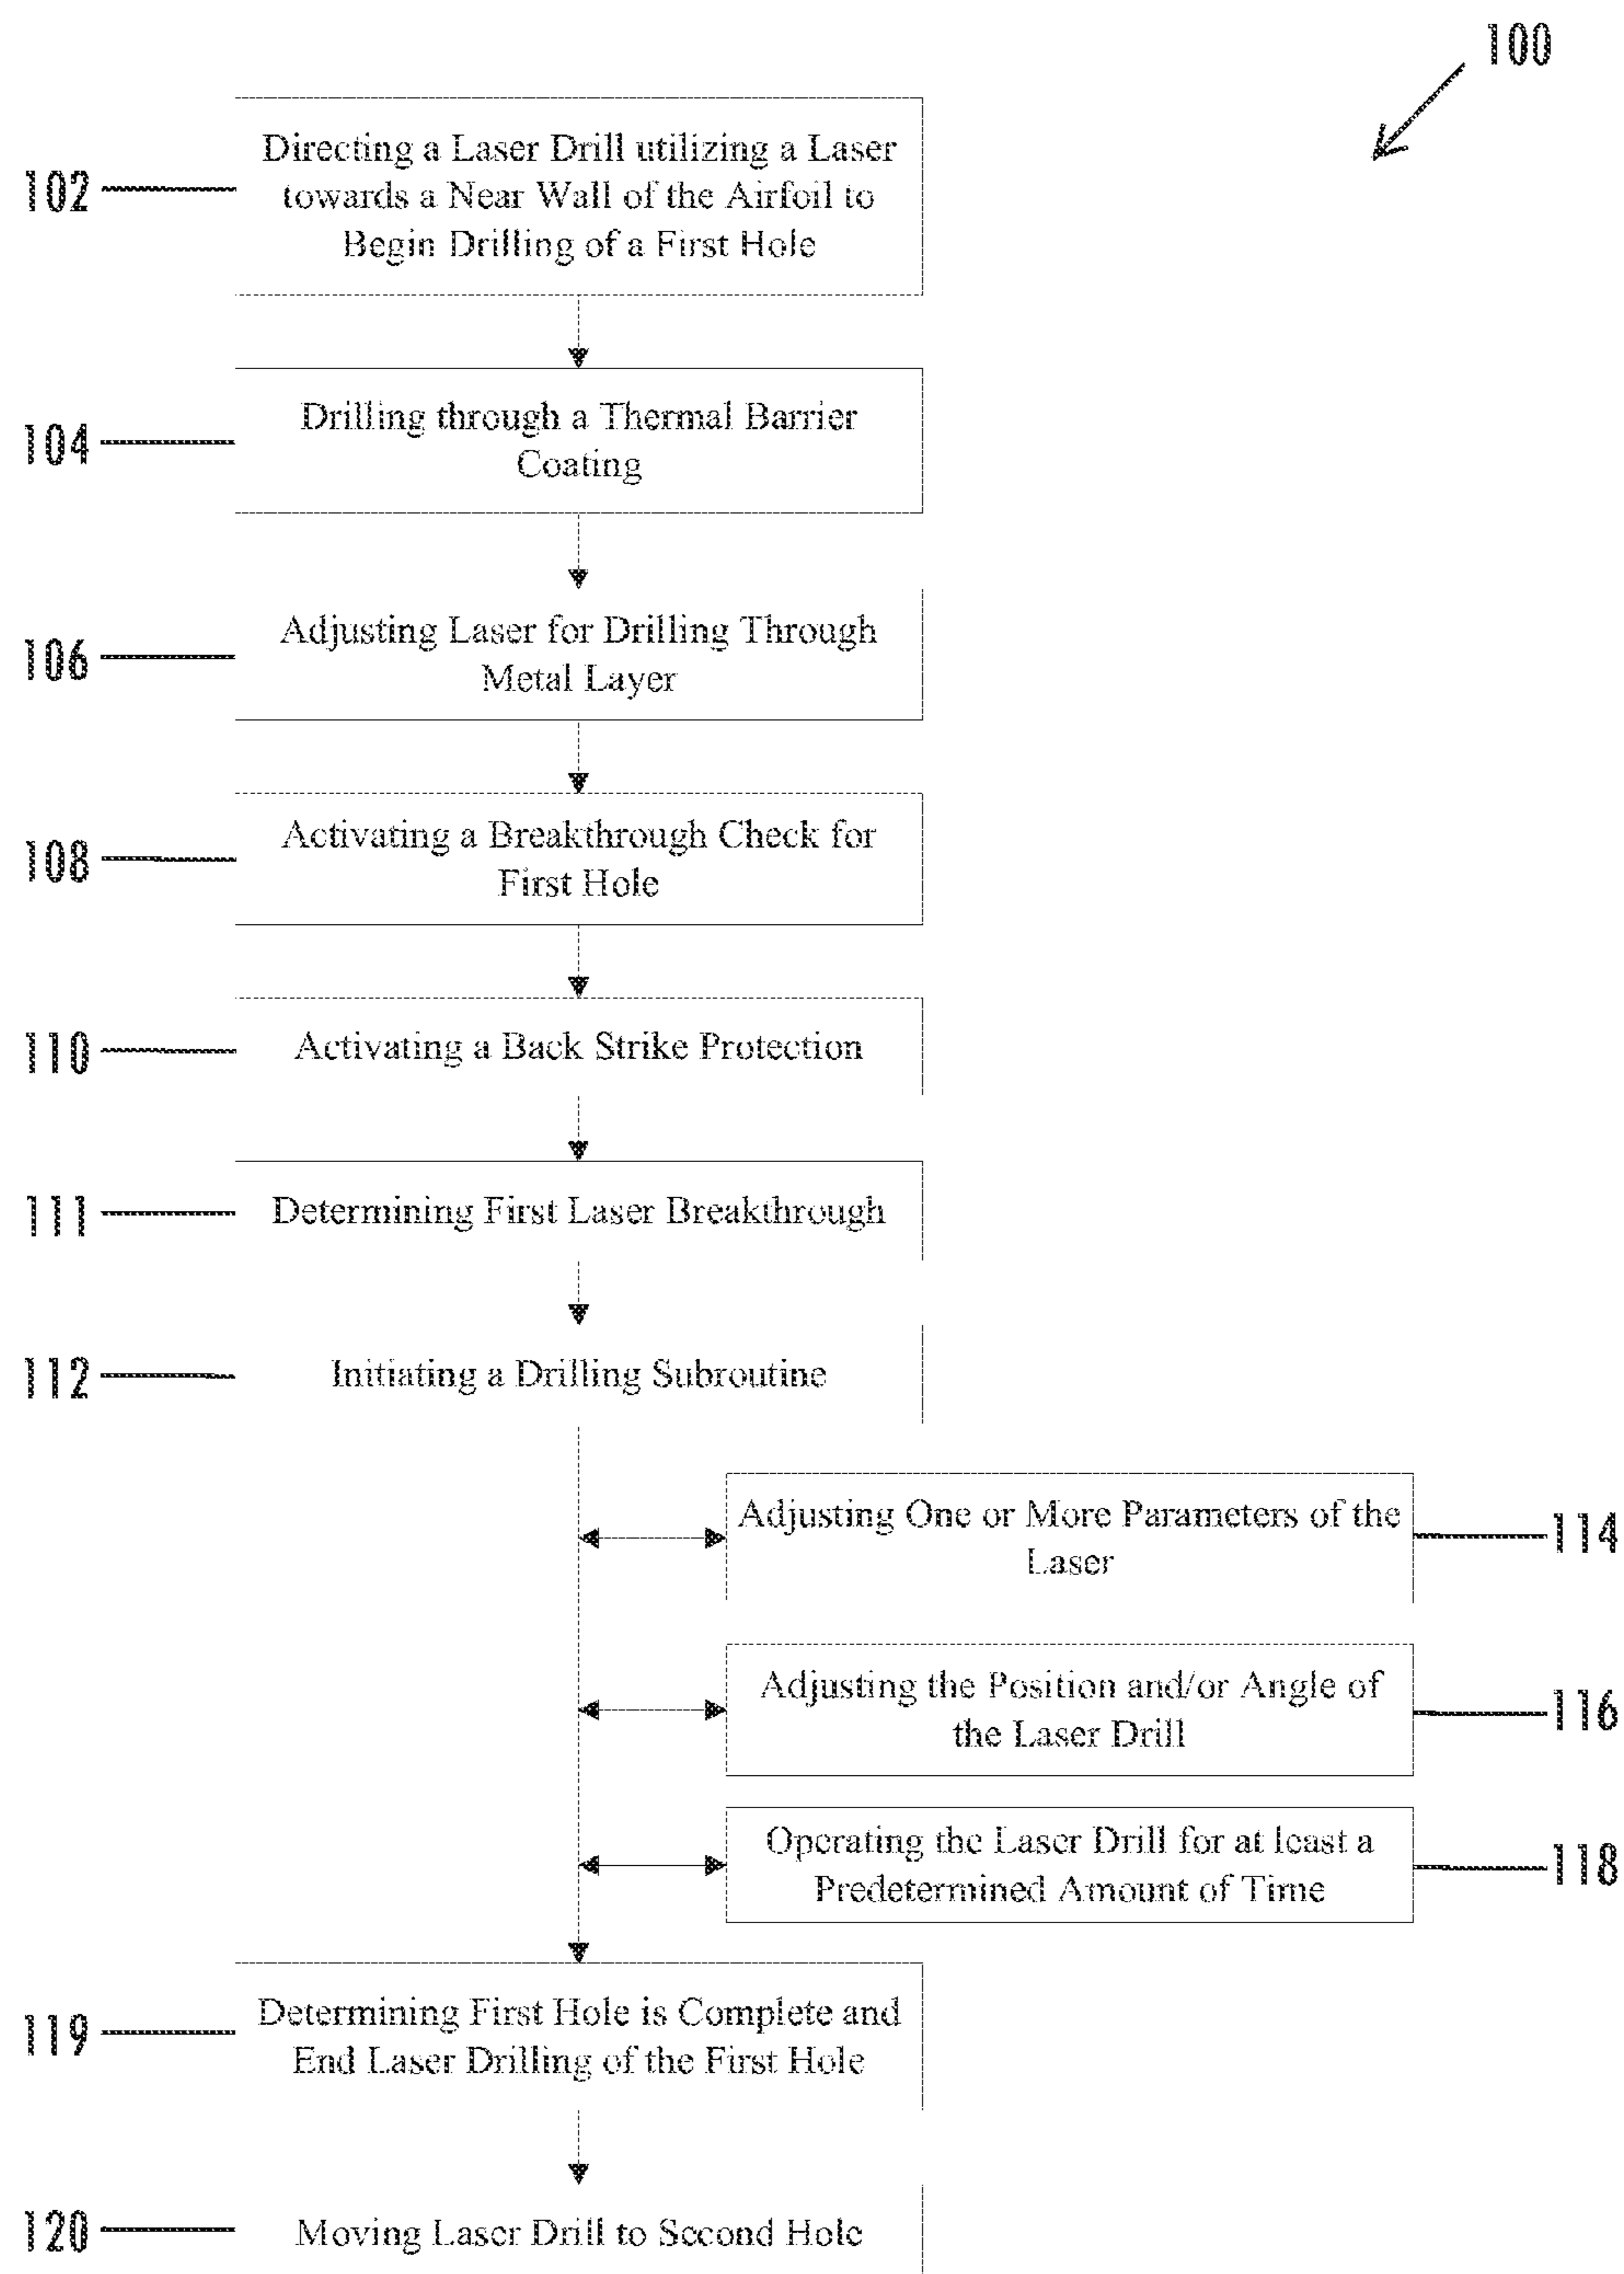 100
102
Directing a Laser Drill utilizing a Laser
towards a Near Wall of the Airfoil to
Begin Drilling of a First Hole
104
Drilling through a Thermal Barrier
Coating
106
Adjusting Laser for Drilling Through
Metal Layer
108
Activating a Breakthrough Check for
First Hole
110
Activating a Back Strike Protection
111
Determining First Laser Breakthrough
112
Initiating a Drilling Subroutine
Adjusting One or More Parameters of the
Laser
114
Adjusting the Position and/or Angle of
the Laser Drill
116
Operating the Laser Drill for at least a
Predetermined Amount of Time
118
119
Determining First Hole is Complete and
End Laser Drilling of the First Hole
120
Moving Laser Drill to Second Hole